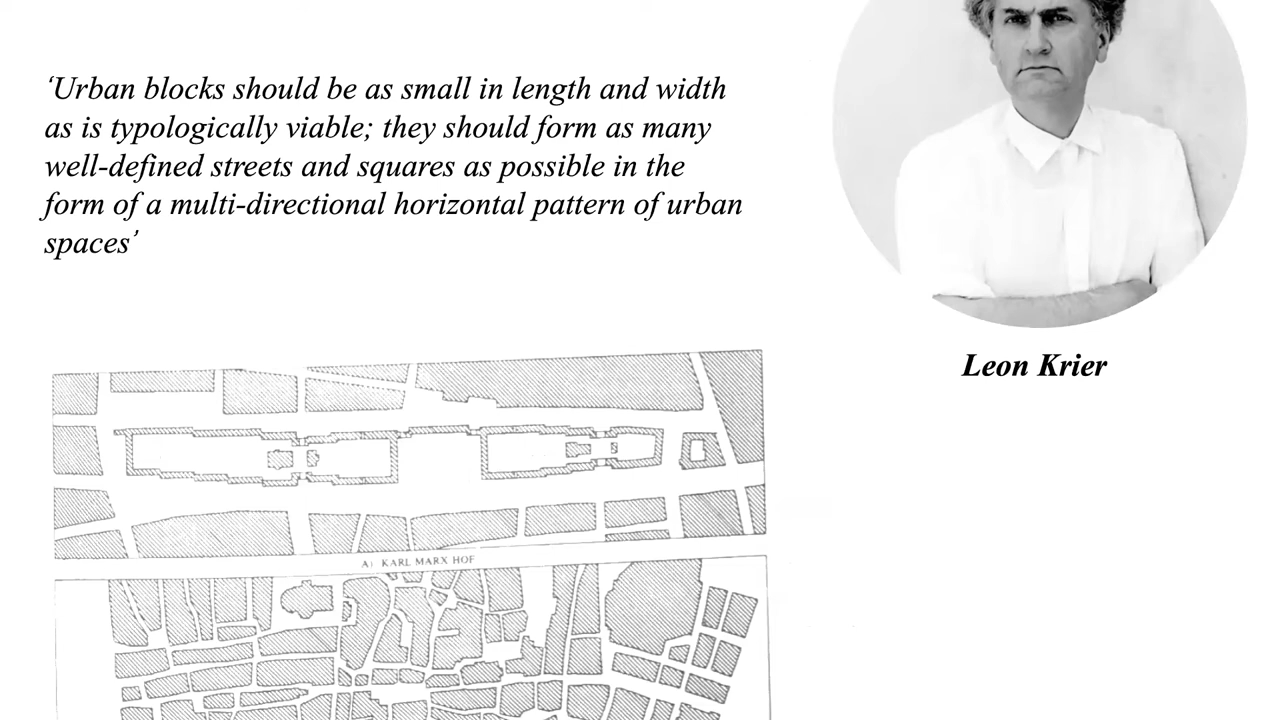 ‘Urban blocks should be as small in length and width
as is typologically viable; they should form as many
well-defined streets and squares as possible in the
form of a multi-directional horizontal pattern of urban
spaces’
Leon Krier
A) KARL MARX HOF